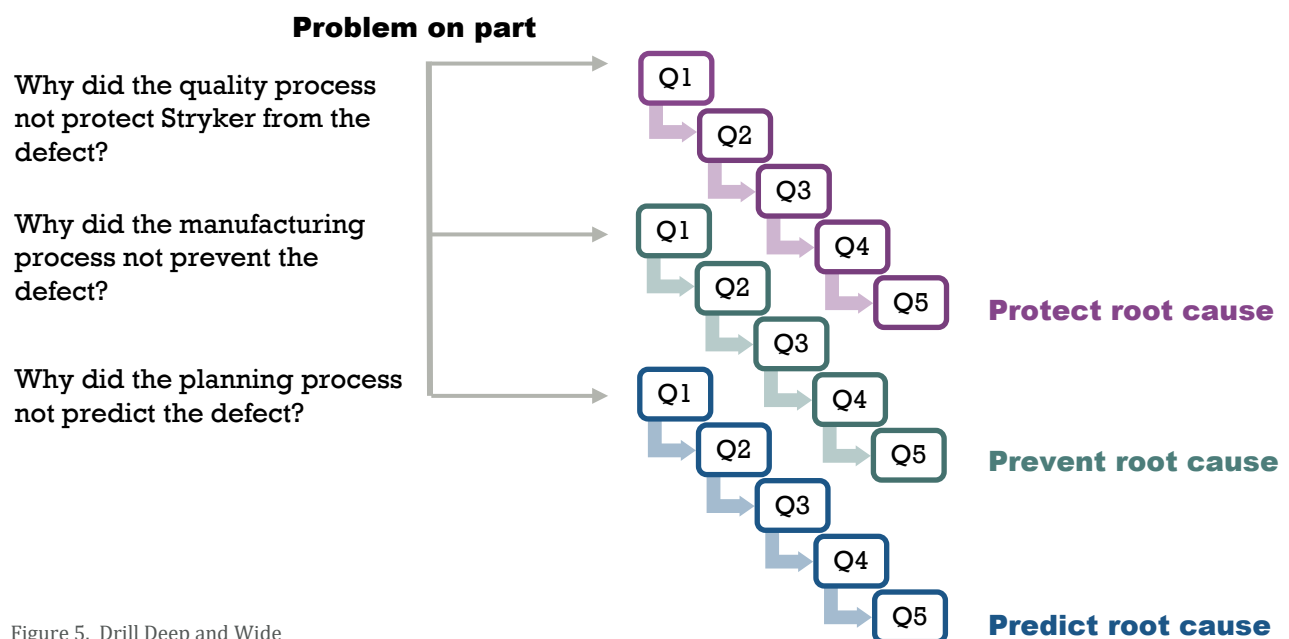 Problem on part
Why did the quality process
not protect Stryker from the
defect?
Q1
Q2
Q3
Q4
Q5
Protect root cause
Why did the manufacturing
process not prevent the
defect?
Q1
Q2
Q3
Q4
Q5
Prevent root cause
Why did the planning process
not predict the defect?
Q1
Q2
Q3
Q4
Q5
Predict root cause
Figure 5. Drill Deep and Wide